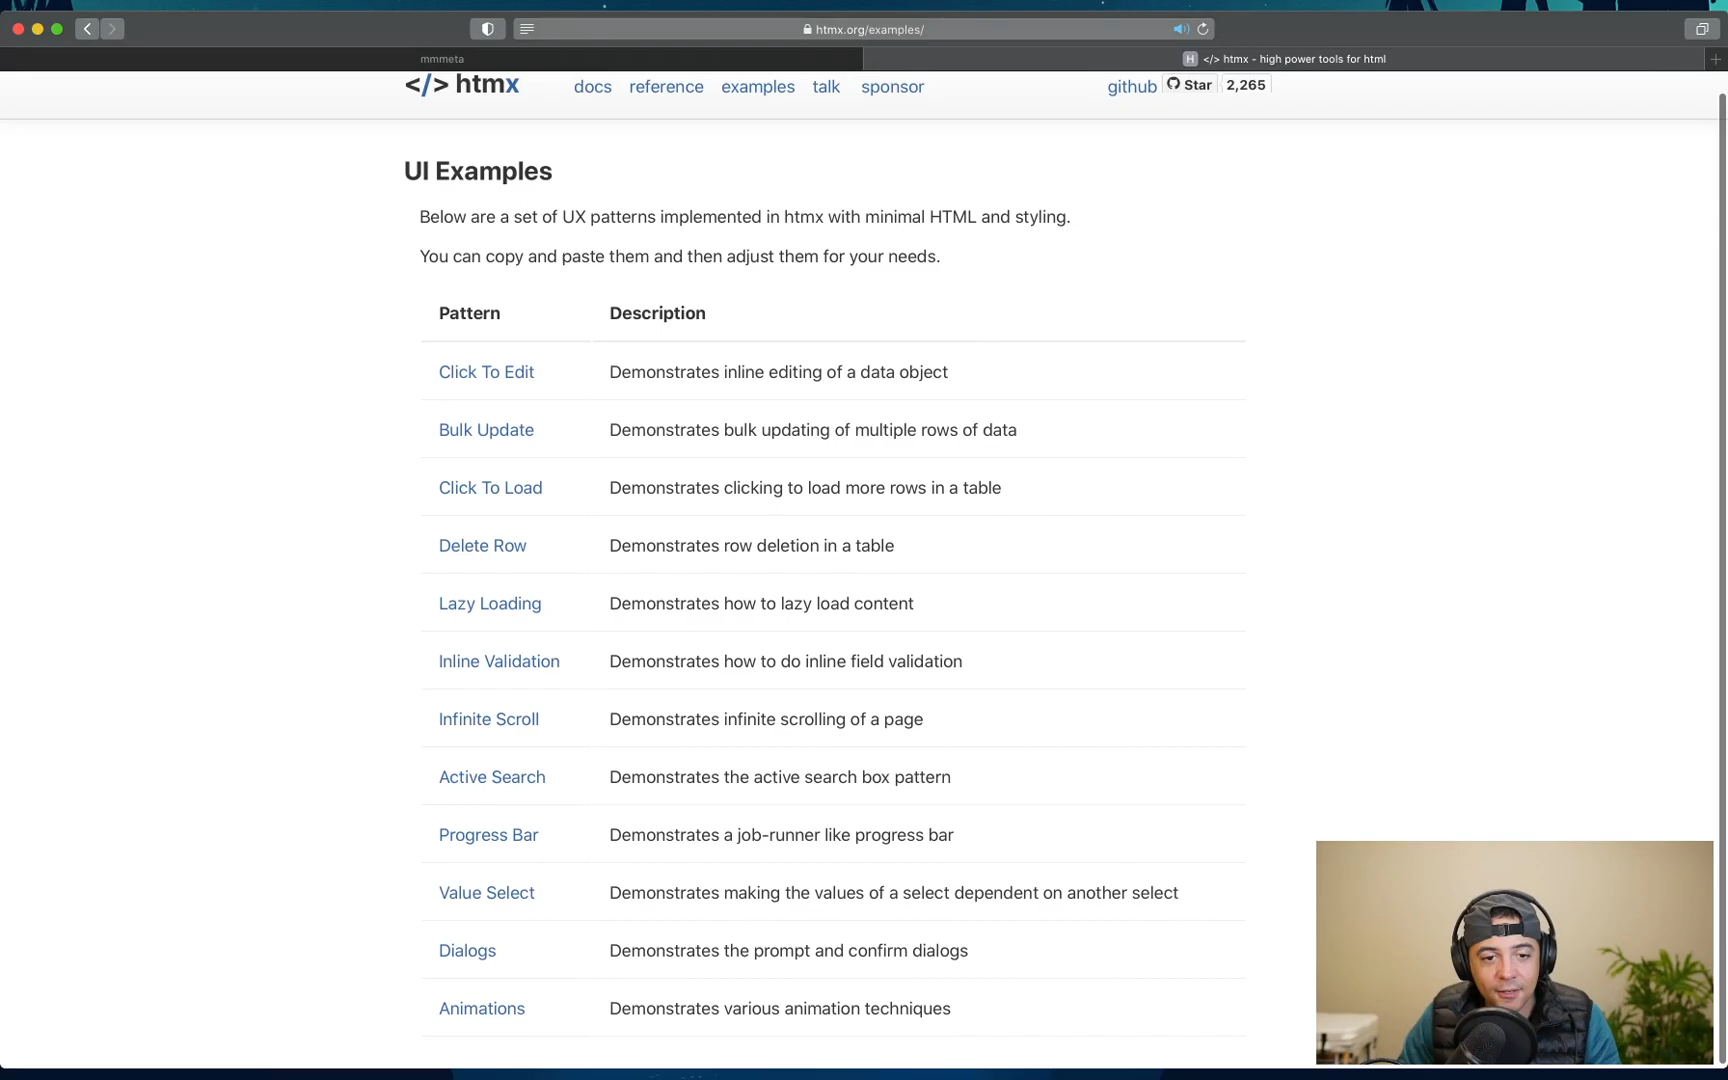 htmx.org/examples/
mmmeta
H </> htmx - high power tools for html
</> htmx docs reference examples talk sponsor github Star 2,265
UI Examples
Below are a set of UX patterns implemented in htmx with minimal HTML and styling.
You can copy and paste them and then adjust them for your needs.
Pattern Description
Click To Edit Demonstrates inline editing of a data object
Bulk Update Demonstrates bulk updating of multiple rows of data
Click To Load Demonstrates clicking to load more rows in a table
Delete Row Demonstrates row deletion in a table
Lazy Loading Demonstrates how to lazy load content
Inline Validation Demonstrates how to do inline field validation
Infinite Scroll Demonstrates infinite scrolling of a page
Active Search Demonstrates the active search box pattern
Progress Bar Demonstrates a job-runner like progress bar
Value Select Demonstrates making the values of a select dependent on another select
Dialogs Demonstrates the prompt and confirm dialogs
Animations Demonstrates various animation techniques